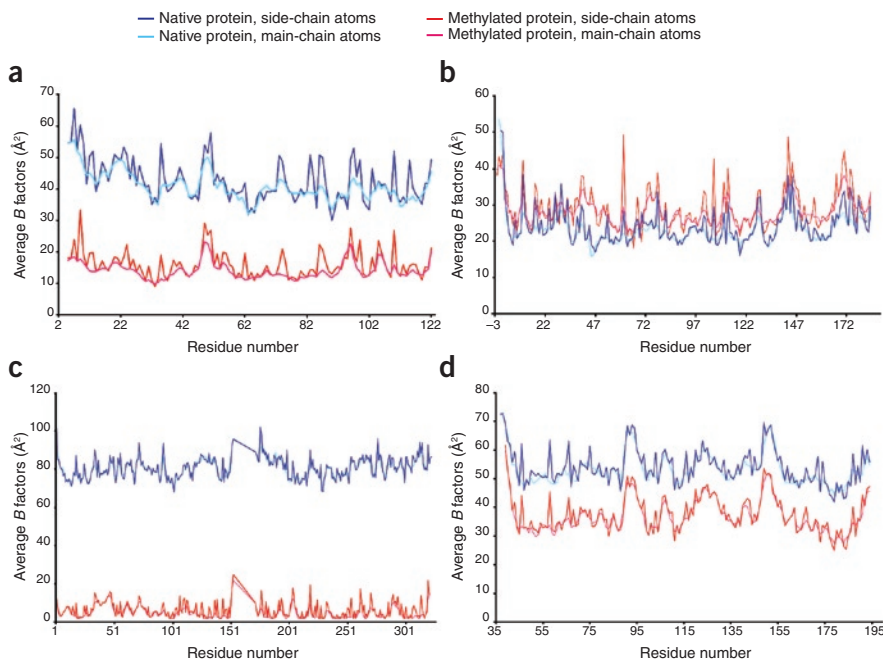 Native protein, side-chain atoms
Methylated protein, side-chain atoms
Native protein, main-chain atoms
Methylated protein, main-chain atoms
a
Average B factors (Å²)
70
60
50
40
30
20
10
0
2 22 42 62 82 102 122
Residue number
b
Average B factors (Å²)
60
50
40
30
20
10
0
–3 22 47 72 97 122 147 172
Residue number
c
Average B factors (Å²)
120
100
80
60
40
20
0
1 51 101 151 201 251 301
Residue number
d
Average B factors (Å²)
80
70
60
50
40
30
20
10
0
35 55 75 95 115 135 155 175 195
Residue number